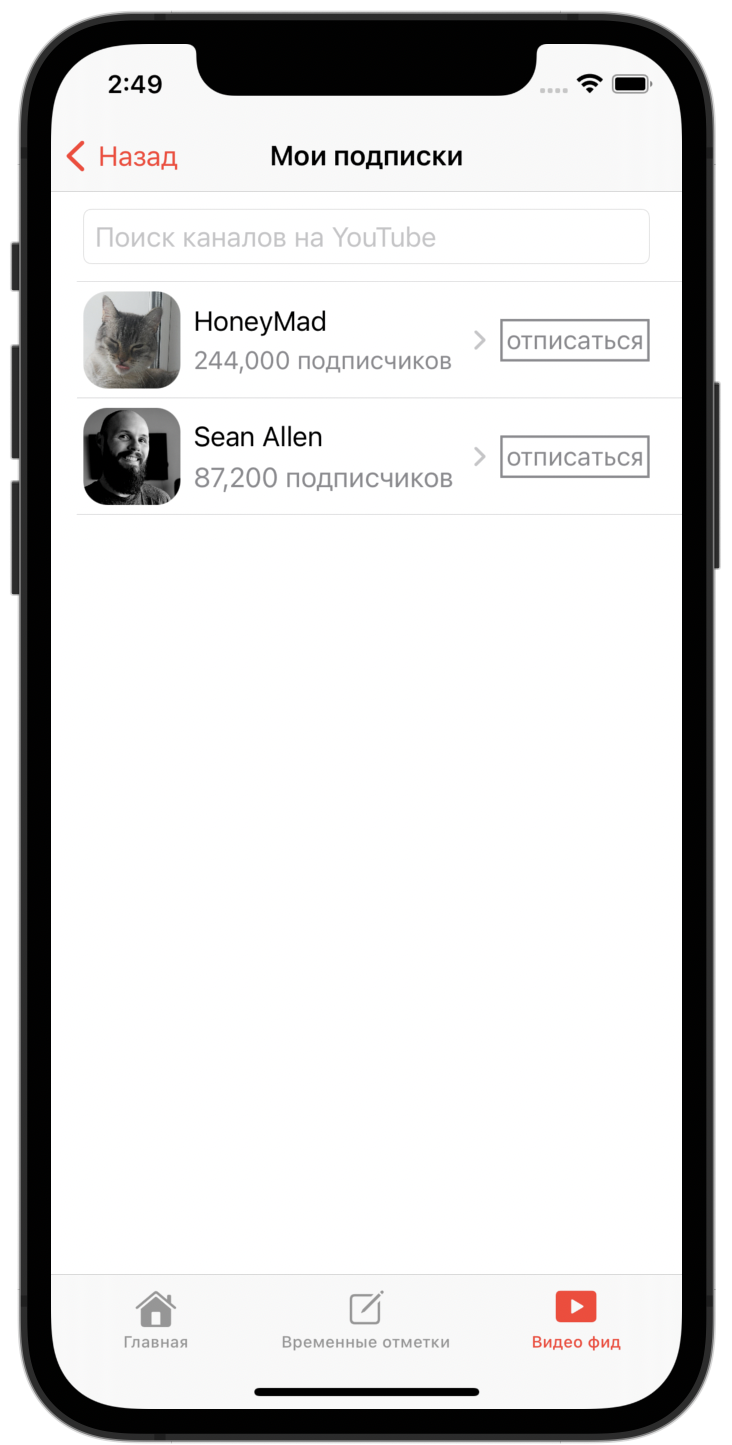 2:49
Назад
Мои подписки
Поиск каналов на YouTube
HoneyMad
244,000 подписчиков
отписаться
Sean Allen
87,200 подписчиков
отписаться
Главная
Временные отметки
Видео фид